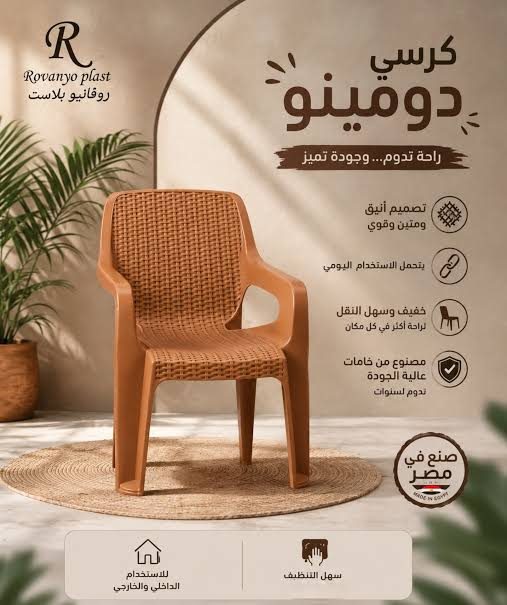 R
Rovanyo plast
روڤانيو بلاست
كرسي
دومينو
راحة تدوم... وجودة تميز
تصميم أنيق
ومتين وقوي
يتحمل الاستخدام اليومي
خفيف وسهل النقل
لراحة أكثر في كل مكان
مصنوع من خامات
عالية الجودة
تدوم لسنوات
صنع في
مصر
MADE IN EGYPT
سهل التنظيف
للاستخدام
الداخلي والخارجي